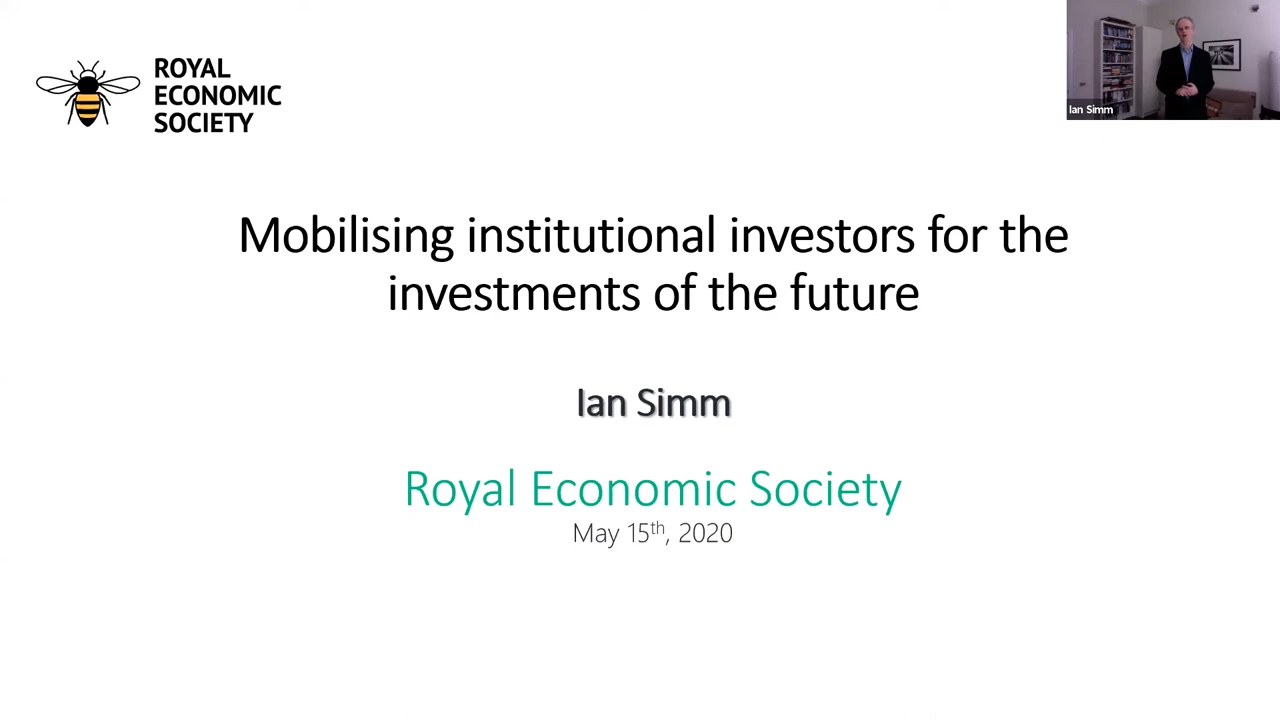 ROYAL
ECONOMIC
SOCIETY
Ian Simm
Mobilising institutional investors for the
investments of the future
Ian Simm
Royal Economic Society
May 15th, 2020